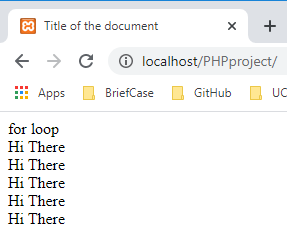 Title of the document
localhost/PHPproject/
Apps BriefCase GitHub UC
for loop
Hi There
Hi There
Hi There
Hi There
Hi There